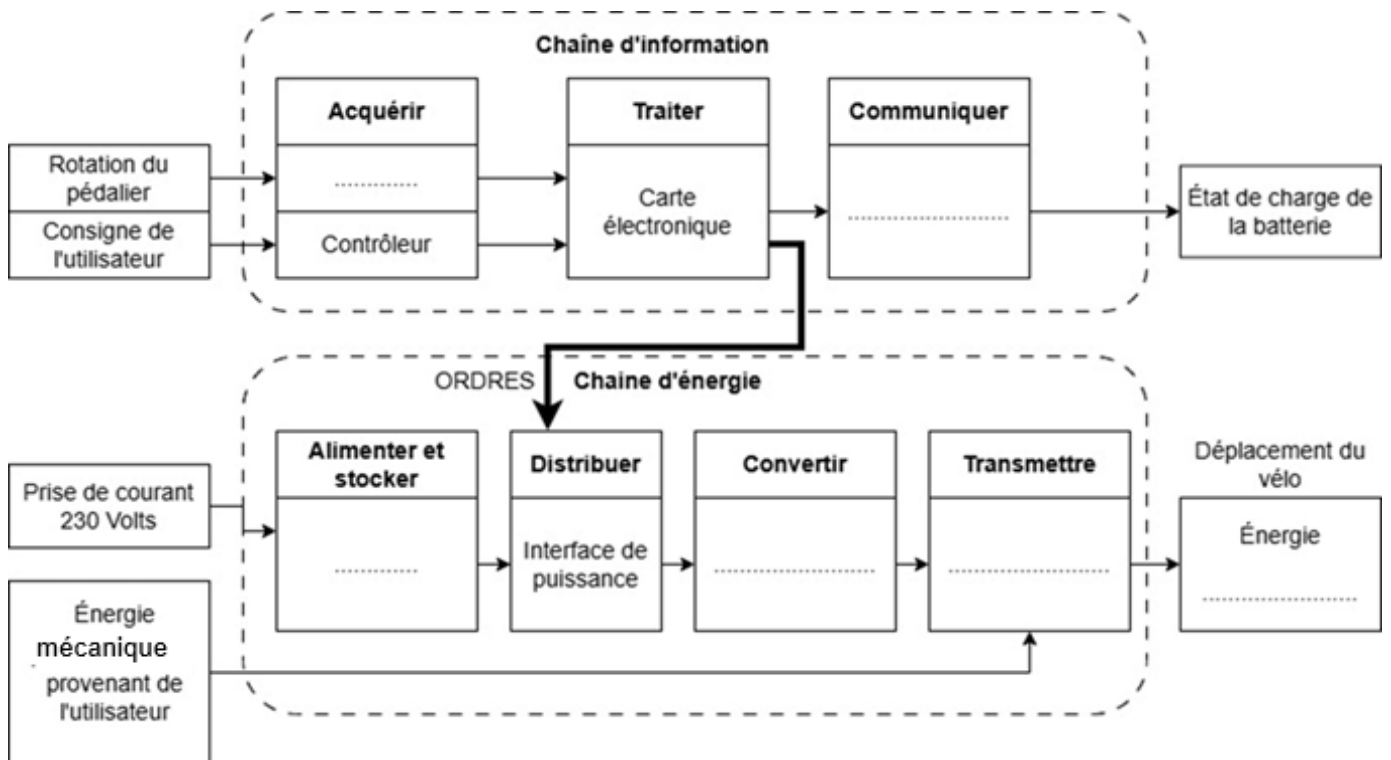 Chaîne d'information
Acquérir
Traiter
Communiquer
Rotation du
pédalier
..............
Carte
électronique
...........................
État de charge de
la batterie
Consigne de
l'utilisateur
Contrôleur
ORDRES
Chaine d'énergie
Alimenter et
stocker
Distribuer
Convertir
Transmettre
Déplacement du
vélo
Prise de courant
230 Volts
..............
Interface de
puissance
...........................
...........................
Énergie
...........................
Énergie
mécanique
provenant de
l'utilisateur